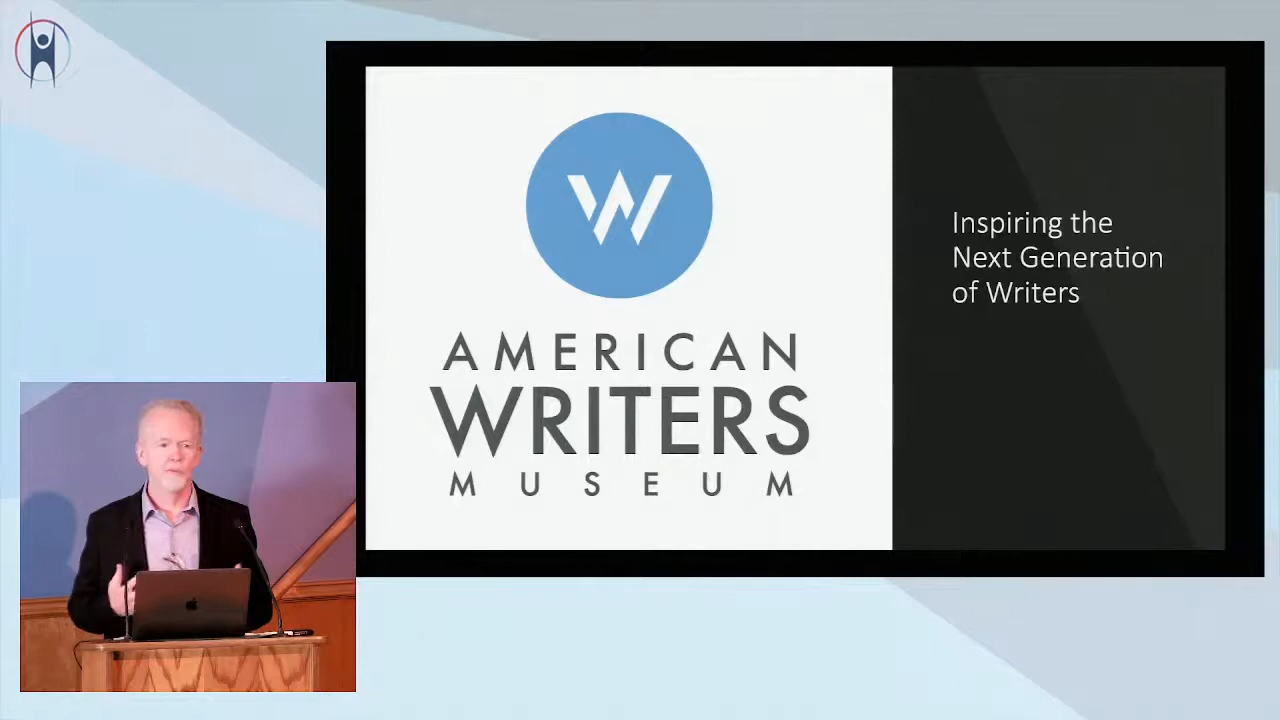 W
AMERICAN
WRITERS
MUSEUM
Inspiring the
Next Generation
of Writers